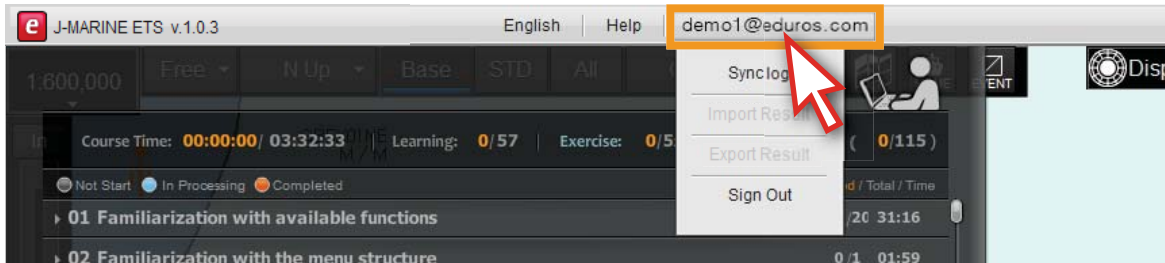 e J-MARINE ETS v.1.0.3 English Help demo1@eduros.com
1:600,000 Free N Up Base STD All EVENT Disp
Sync log
Import Result
Course Time: 00:00:00/ 03:32:33 Learning: 0/57 Exercise: 0/5 ( 0/115 )
Export Result
Not Start In Processing Completed d / Total / Time
Sign Out
01 Familiarization with available functions /20 31:16
02 Familiarization with the menu structure 0/1 01:59